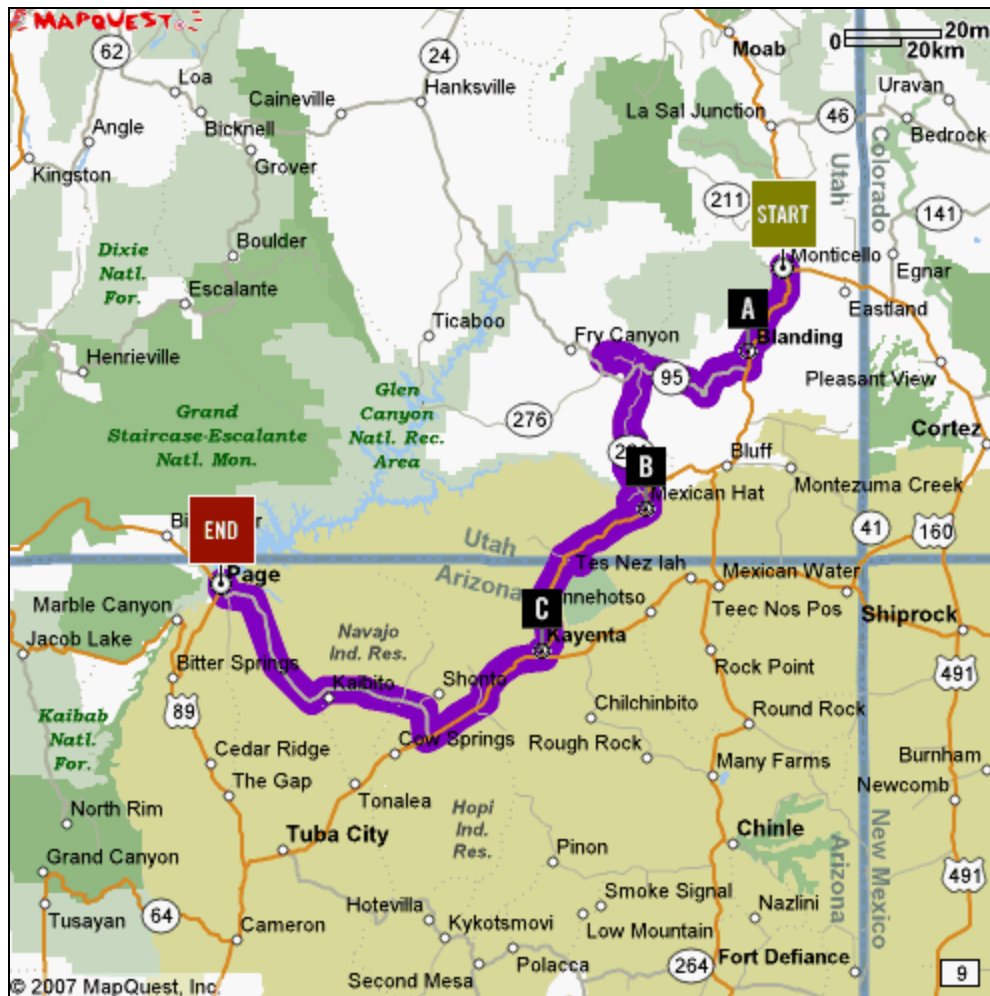 MAPQUEST
20m
0
20km
62
24
Moab
Loa
Hanksville
Uravan
Caineville
La Sal Junction
46
Bicknell
Bedrock
Angle
Grover
Colorado
Kingston
Utah
211
START
141
Boulder
Monticello
Dixie
Natl.
For.
Egnar
Escalante
Eastland
A
Ticaboo
Fry Canyon
Blanding
Henrieville
95
Pleasant View
Glen
Canyon
Natl. Rec.
Area
Grand
Staircase-Escalante
Natl. Mon.
276
Cortez
B
Bluff
Mexican Hat
Montezuma Creek
END
41
160
Utah
Arizona
Page
Tes Nez Iah
Mexican Water
Marble Canyon
C
Teec Nos Pos
Shiprock
Jacob Lake
Navajo
Ind. Res.
Kayenta
Bitter Springs
Rock Point
Kaibito
Shonto
491
89
Chilchinbito
Kaibab
Natl.
For.
Round Rock
Cow Springs
Cedar Ridge
Rough Rock
Burnham
Many Farms
The Gap
Newcomb
Tonalea
North Rim
Hopi
Ind.
Res.
Tuba City
Chinle
New Mexico
Arizona
Grand Canyon
Pinon
491
Smoke Signal
Hotevilla
Nazlini
Tusayan
64
Kykotsmovi
Cameron
Low Mountain
Polacca
264
Fort Defiance
Second Mesa
9
© 2007 MapQuest, Inc.